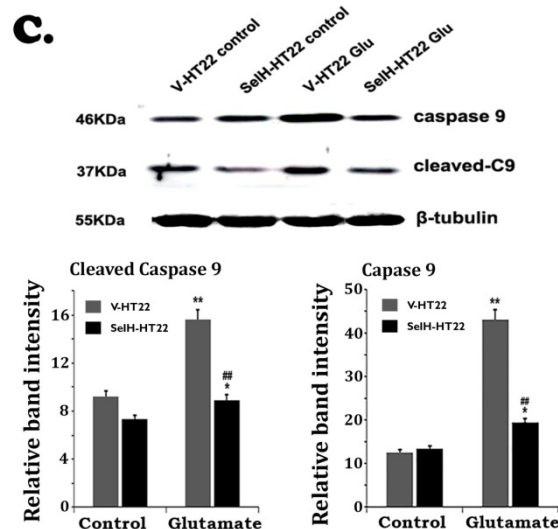 C.
V-HT22 control
SelH-HT22 control
V-HT22 Glu
SelH-HT22 Glu
46KDa
caspase 9
37KDa
cleaved-C9
55KDa
β-tubulin
Cleaved Caspase 9
Relative band intensity
16
12
8
4
0
V-HT22
SelH-HT22
**
##
*
Control
Glutamate
Capase 9
Relative band intensity
50
40
30
20
10
0
V-HT22
SelH-HT22
**
##
*
Control
Glutamate